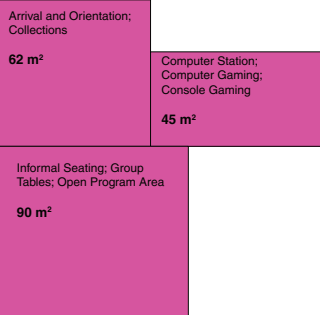 Arrival and Orientation;
Collections
62 m²
Computer Station;
Computer Gaming;
Console Gaming
45 m²
Informal Seating; Group
Tables; Open Program Area
90 m²